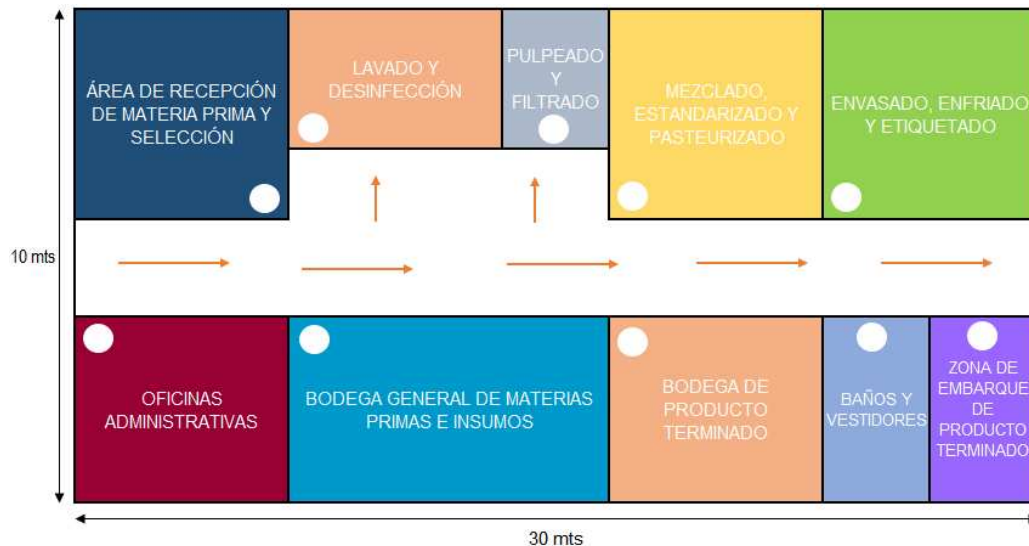 ÁREA DE RECEPCIÓN
DE MATERIA PRIMA Y
SELECCIÓN
LAVADO Y
DESINFECCIÓN
PULPEADO
Y
FILTRADO
MEZCLADO,
ESTANDARIZADO Y
PASTEURIZADO
ENVASADO, ENFRIADO
Y ETIQUETADO
10 mts
OFICINAS
ADMINISTRATIVAS
BODEGA GENERAL DE MATERIAS
PRIMAS E INSUMOS
BODEGA DE
PRODUCTO
TERMINADO
BAÑOS Y
VESTIDORES
ZONA DE
EMBARQUE
DE
PRODUCTO
TERMINADO
30 mts